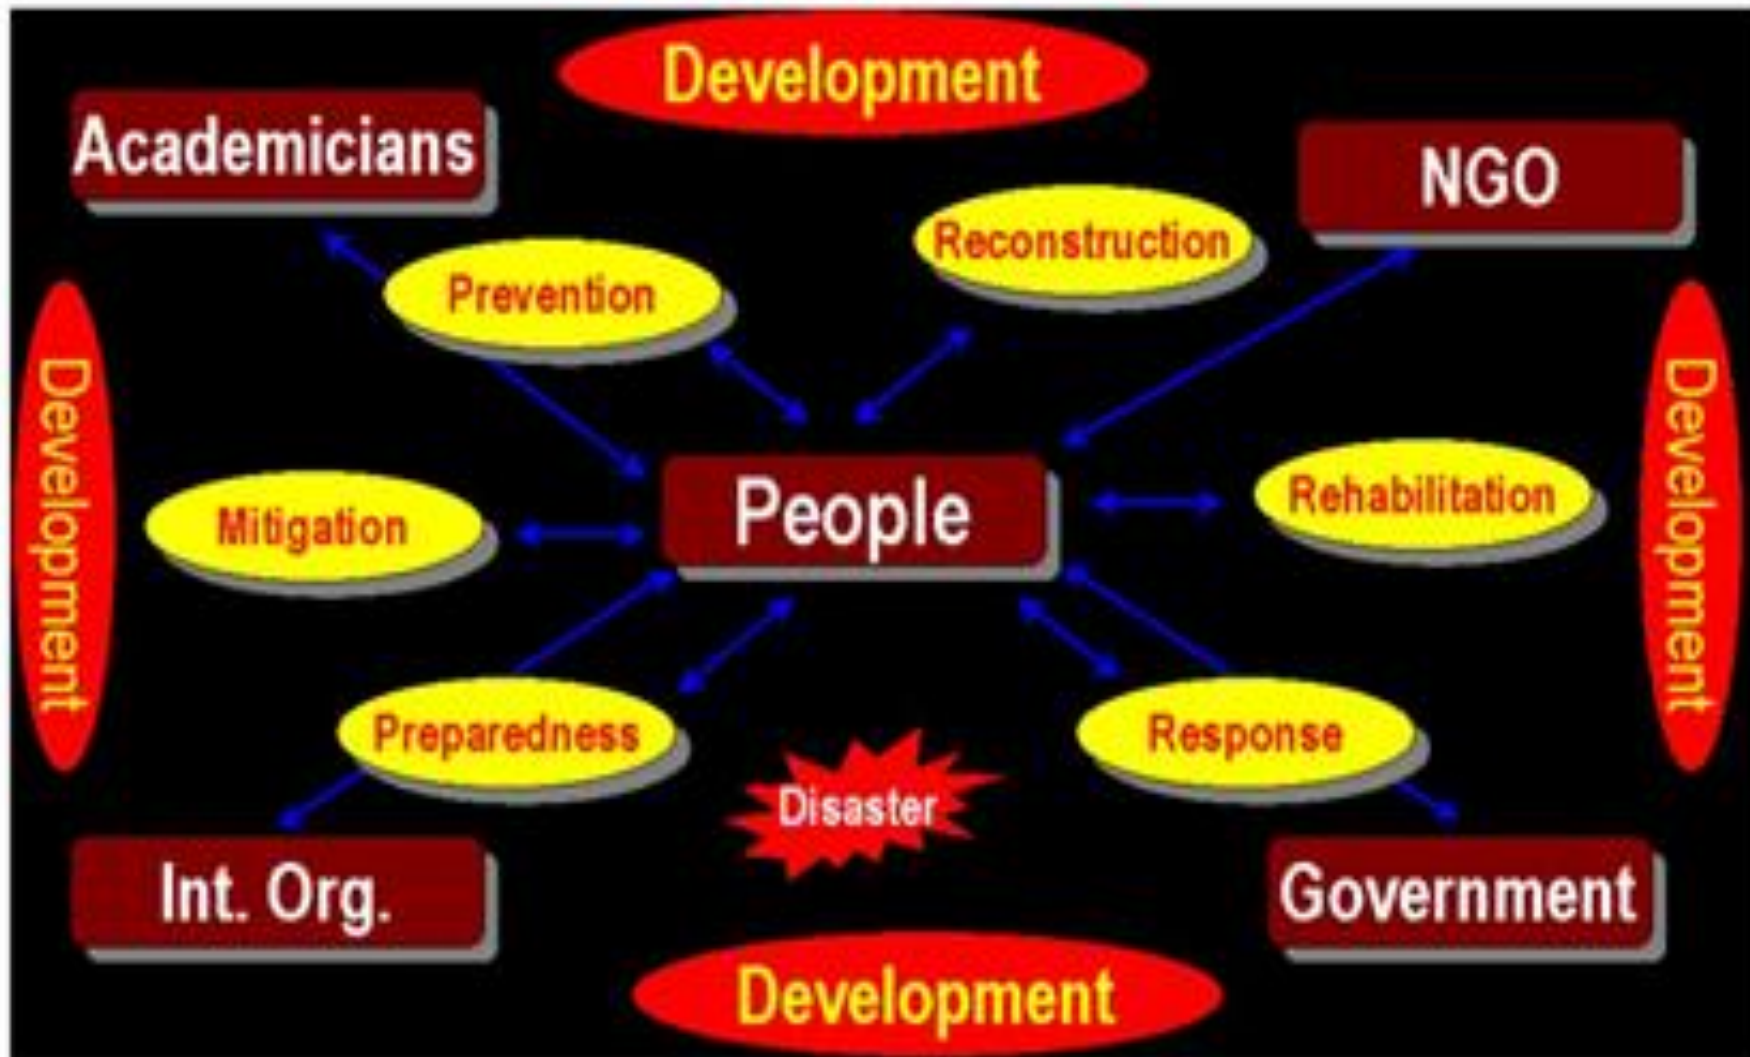 Development
Academicians
NGO
Reconstruction
Prevention
Development
Development
People
Rehabilitation
Mitigation
Preparedness
Response
Disaster
Int. Org.
Government
Development